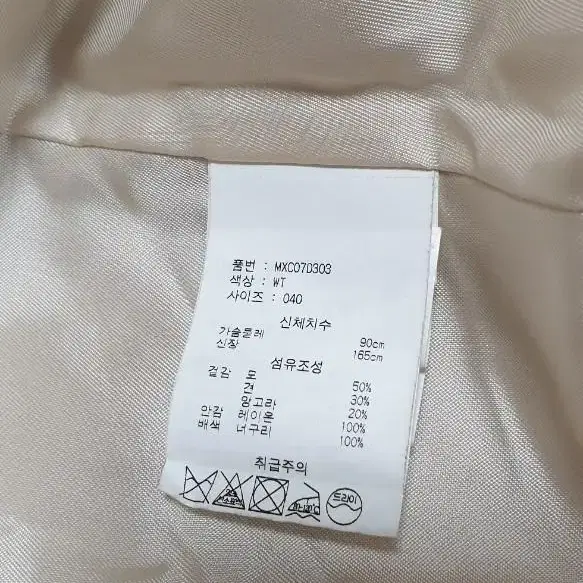 품번 : MXC07D303
색상 : WT
사이즈 : 040
신체치수
가슴둘레 90cm
신장 165cm
섬유조성
겉감 모 50%
견 30%
앙고라 20%
안감 레이온 100%
배색 너구리 100%
취급주의
드라이